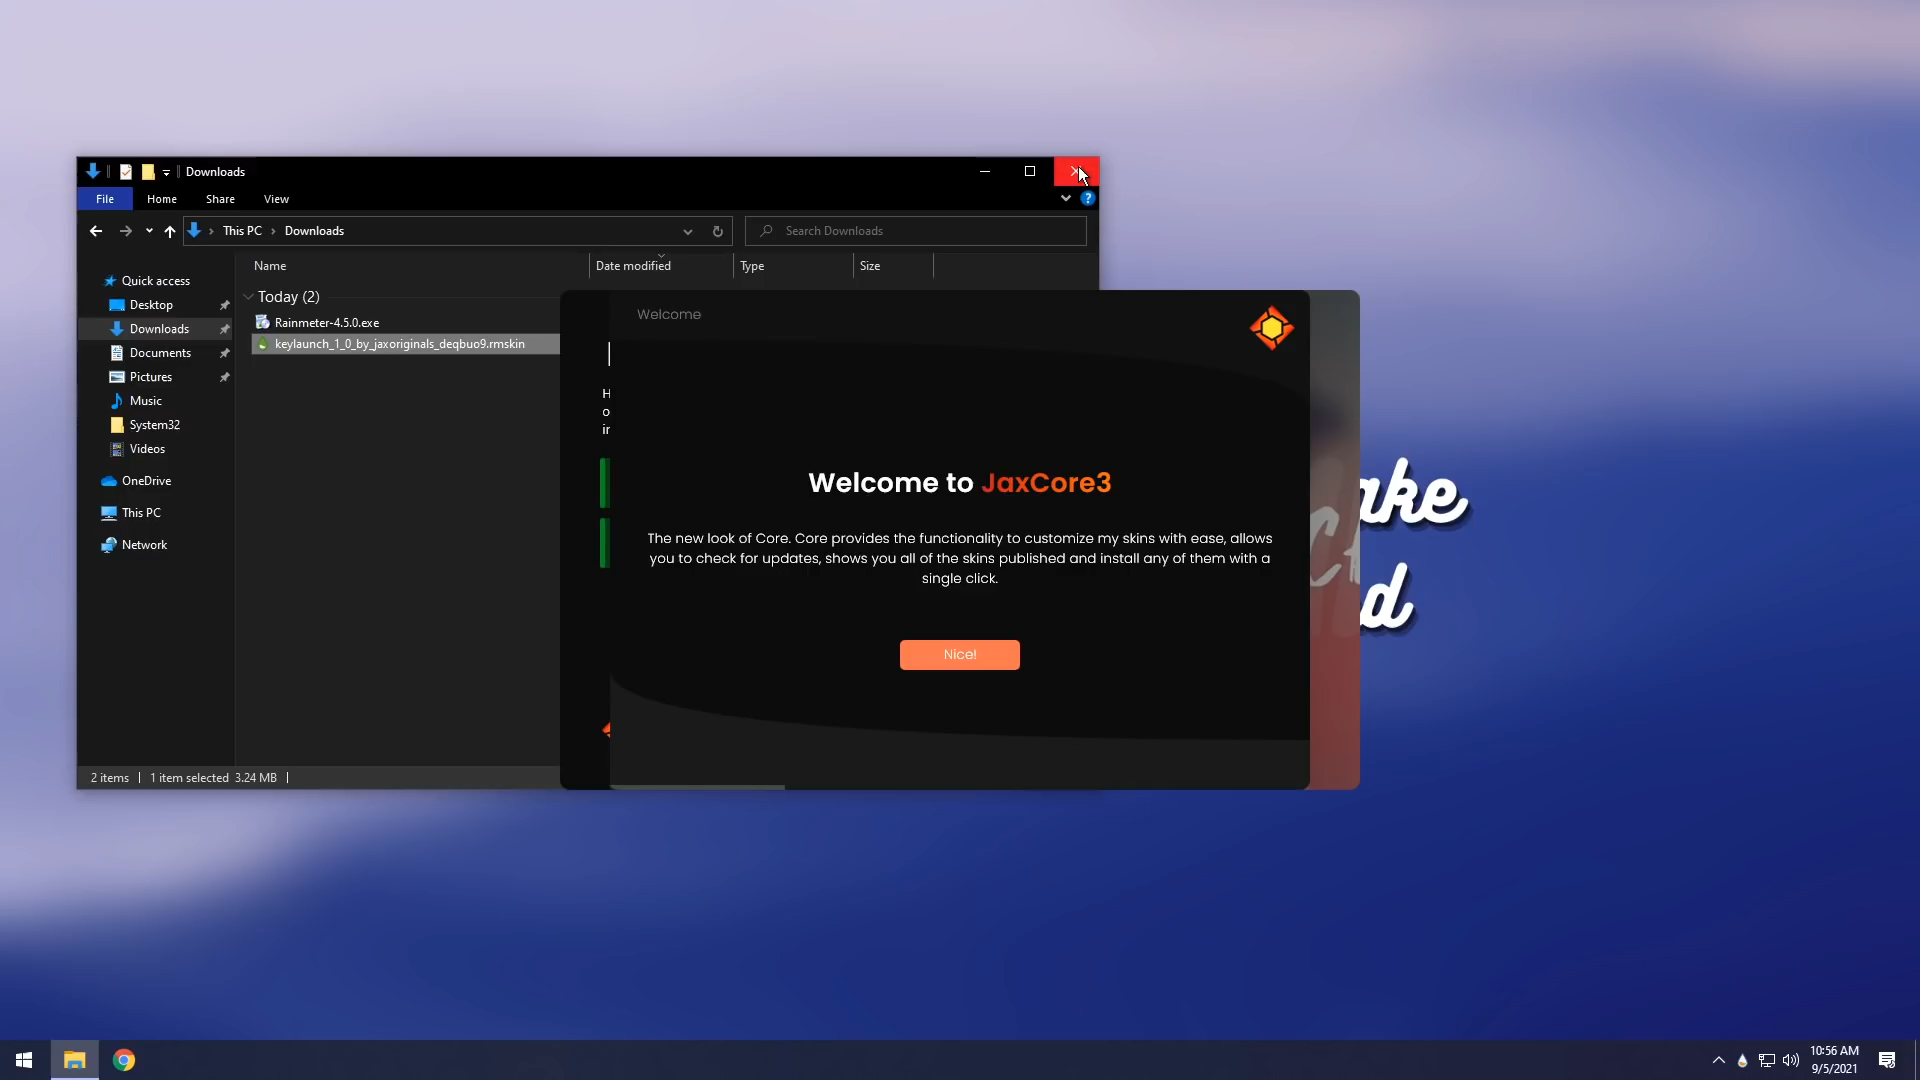 Downloads
File Home Share View
This PC Downloads
Search Downloads
Name Date modified Type Size
Quick access
Desktop
Downloads
Documents
Pictures
Music
System32
Videos
OneDrive
This PC
Network
Today (2)
Rainmeter-4.5.0.exe
keylaunch_1_0_by_jaxoriginals_deqbuo9.rmskin
2 items 1 item selected 3.24 MB
Welcome
Welcome to JaxCore3
The new look of Core. Core provides the functionality to customize my skins with ease, allows
you to check for updates, shows you all of the skins published and install any of them with a
single click.
Nice!
10:56 AM
9/5/2021